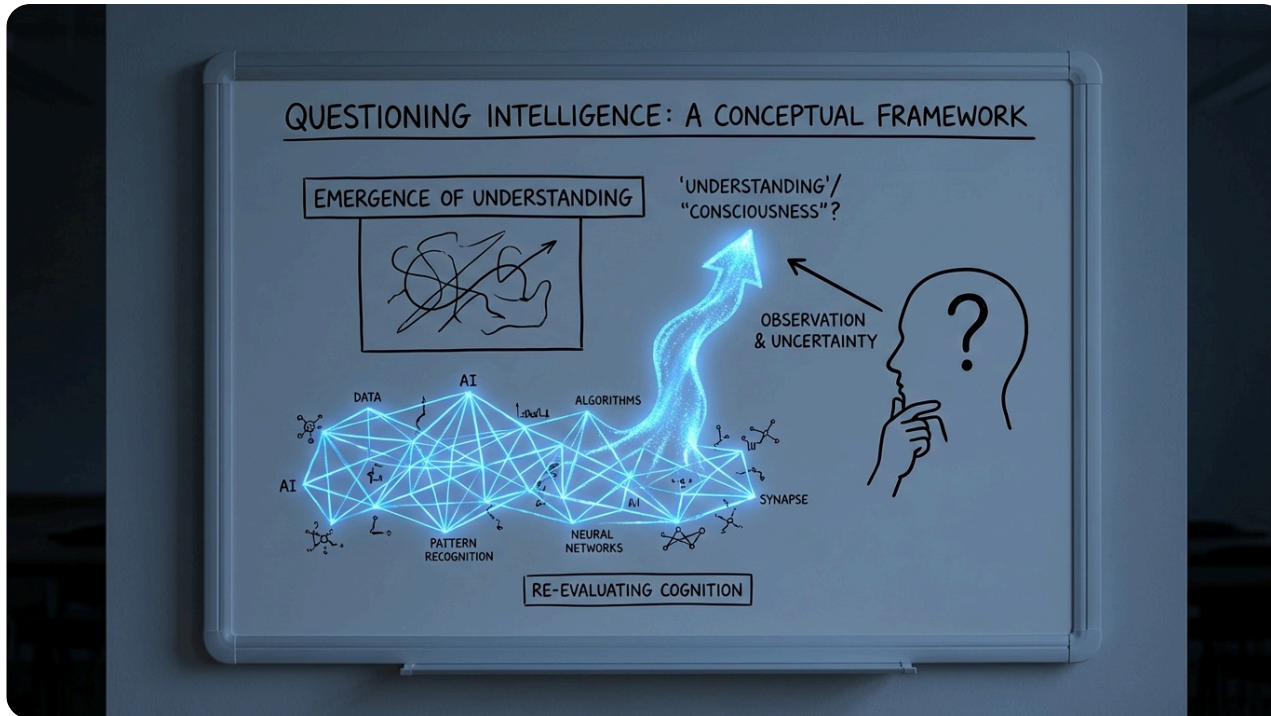 QUESTIONING INTELLIGENCE: A CONCEPTUAL FRAMEWORK
EMERGENCE OF UNDERSTANDING
'UNDERSTANDING'/
"CONSCIOUSNESS"?
OBSERVATION
& UNCERTAINTY
?
AI
DATA
ALGORITHMS
AI
AI
SYNAPSE
PATTERN
RECOGNITION
NEURAL
NETWORKS
RE-EVALUATING COGNITION